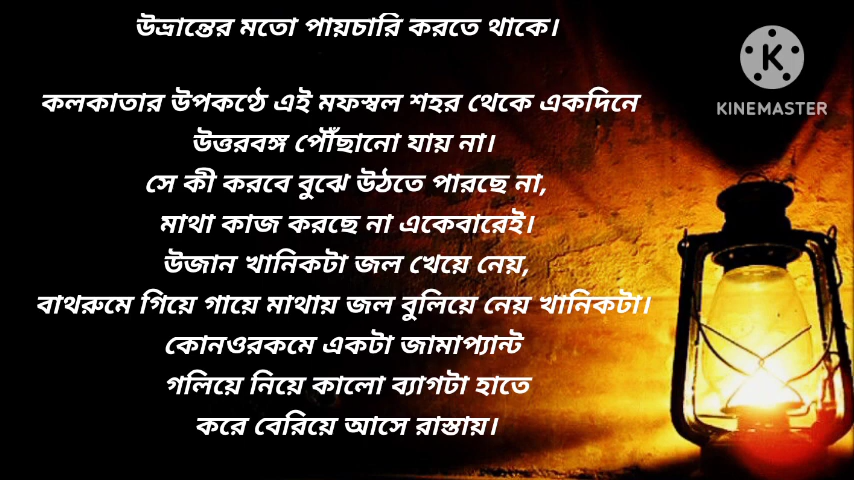 উভ্রান্তের মতো পায়চারি করতে থাকে।
কলকাতার উপকণ্ঠে এই মফস্বল শহর থেকে একদিনে
উত্তরবঙ্গ পৌঁছানো যায় না।
সে কী করবে বুঝে উঠতে পারছে না,
মাথা কাজ করছে না একেবারেই।
উজান খানিকটা জল খেয়ে নেয়,
বাথরুমে গিয়ে গায়ে মাথায় জল বুলিয়ে নেয় খানিকটা।
কোনওরকমে একটা জামাপ্যান্ট
গলিয়ে নিয়ে কালো ব্যাগটা হাতে
করে বেরিয়ে আসে রাস্তায়।
K
KINEMASTER